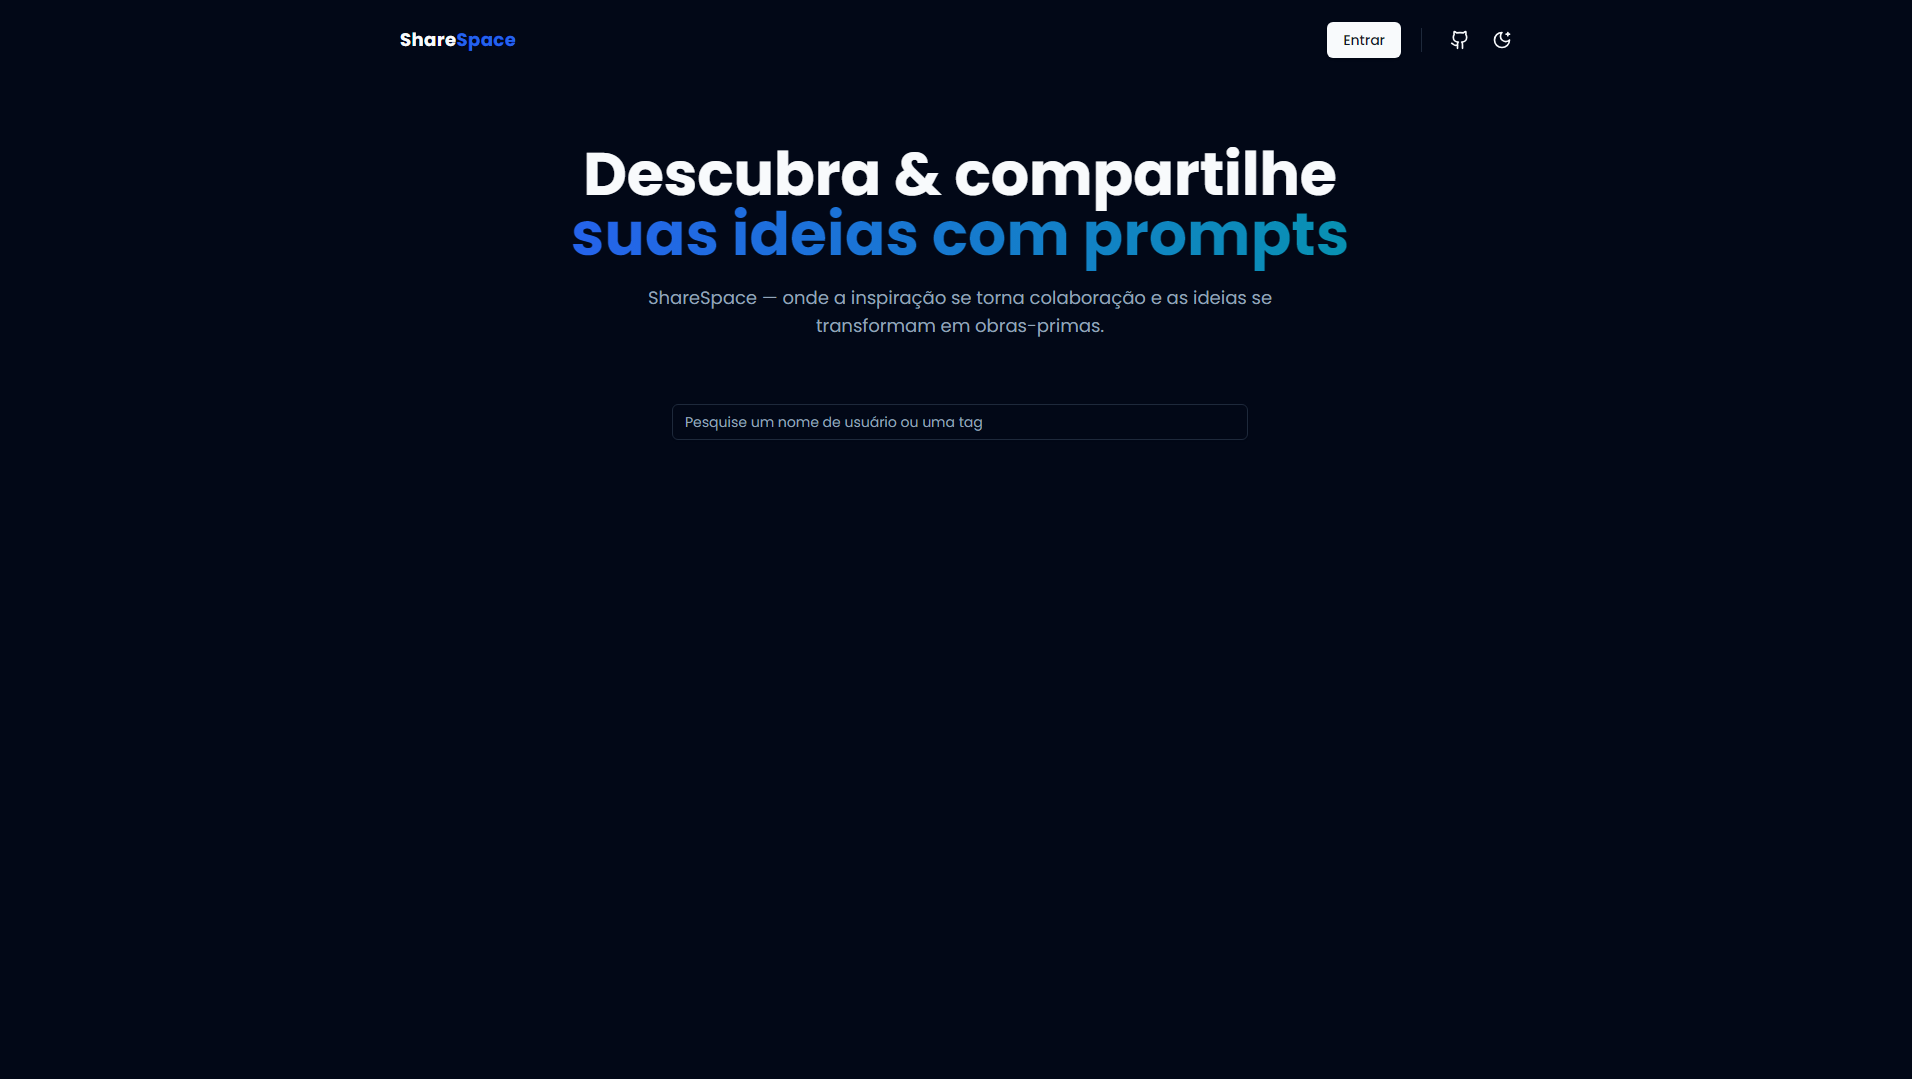 ShareSpace
Entrar
Descubra & compartilhe
suas ideias com prompts
ShareSpace — onde a inspiração se torna colaboração e as ideias se
transformam em obras-primas.
Pesquise um nome de usuário ou uma tag